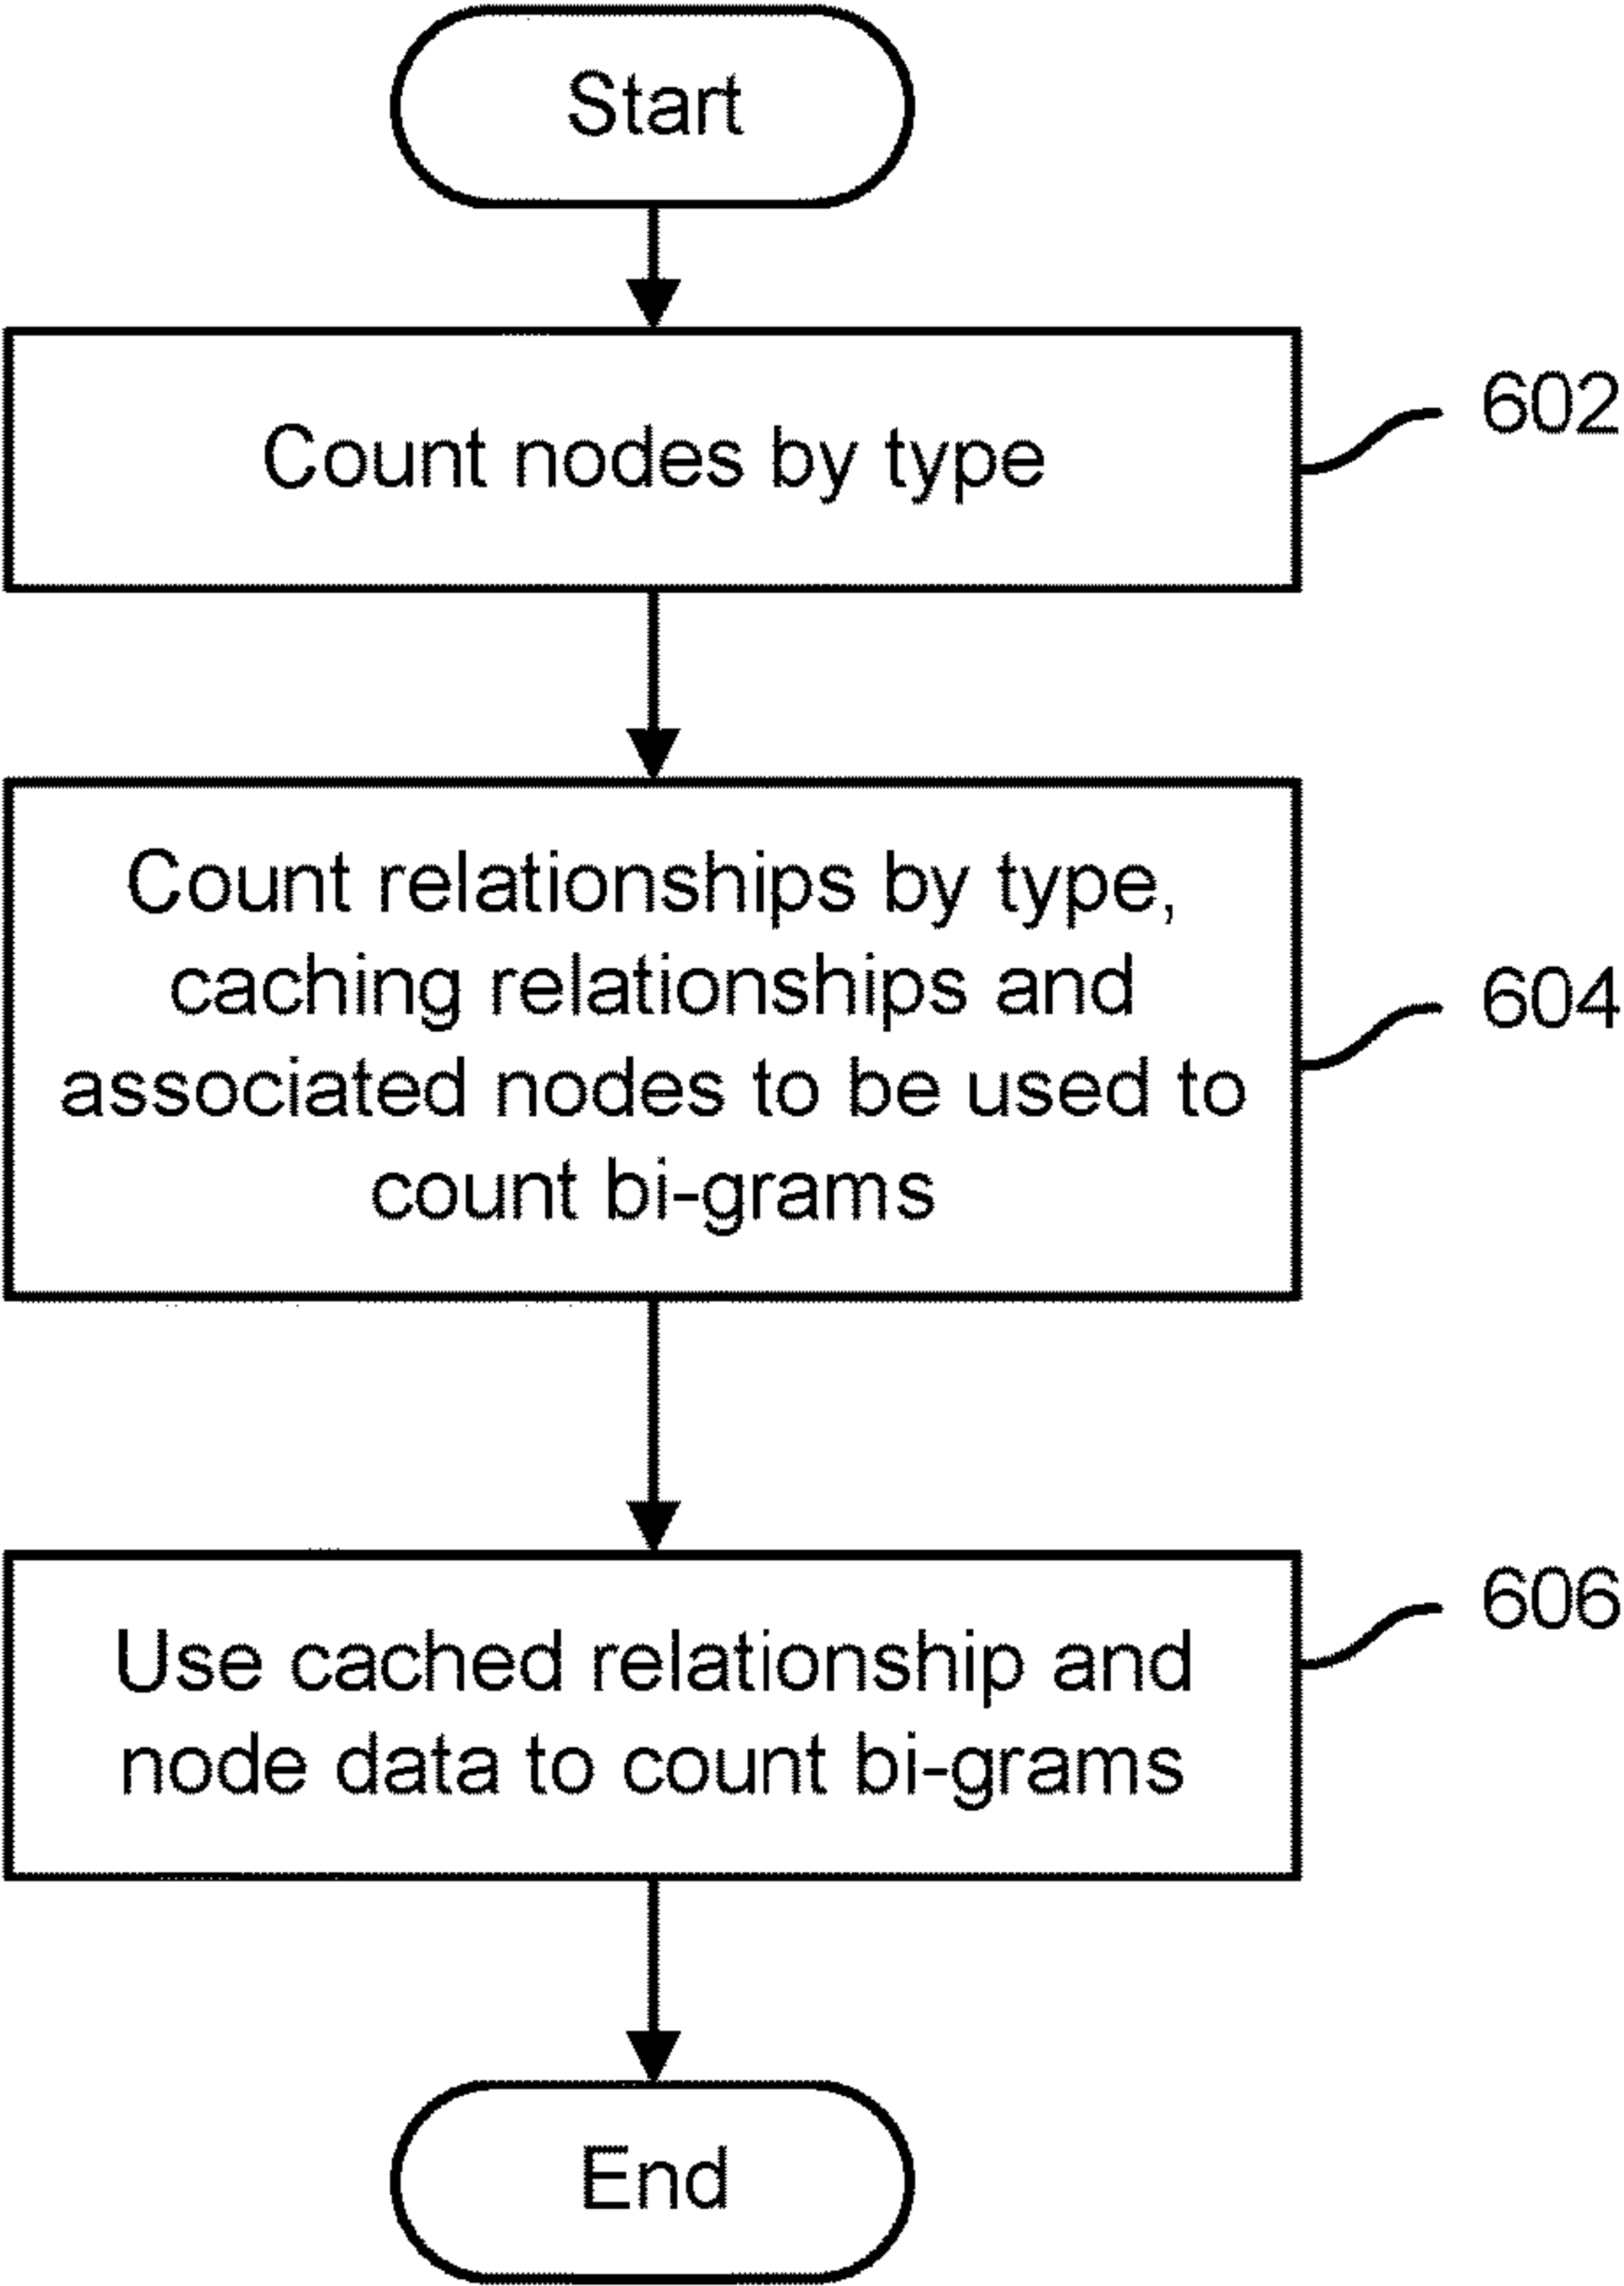 Start
Count nodes by type
602
Count relationships by type,
caching relationships and
associated nodes to be used to
count bi-grams
604
Use cached relationship and
node data to count bi-grams
606
End